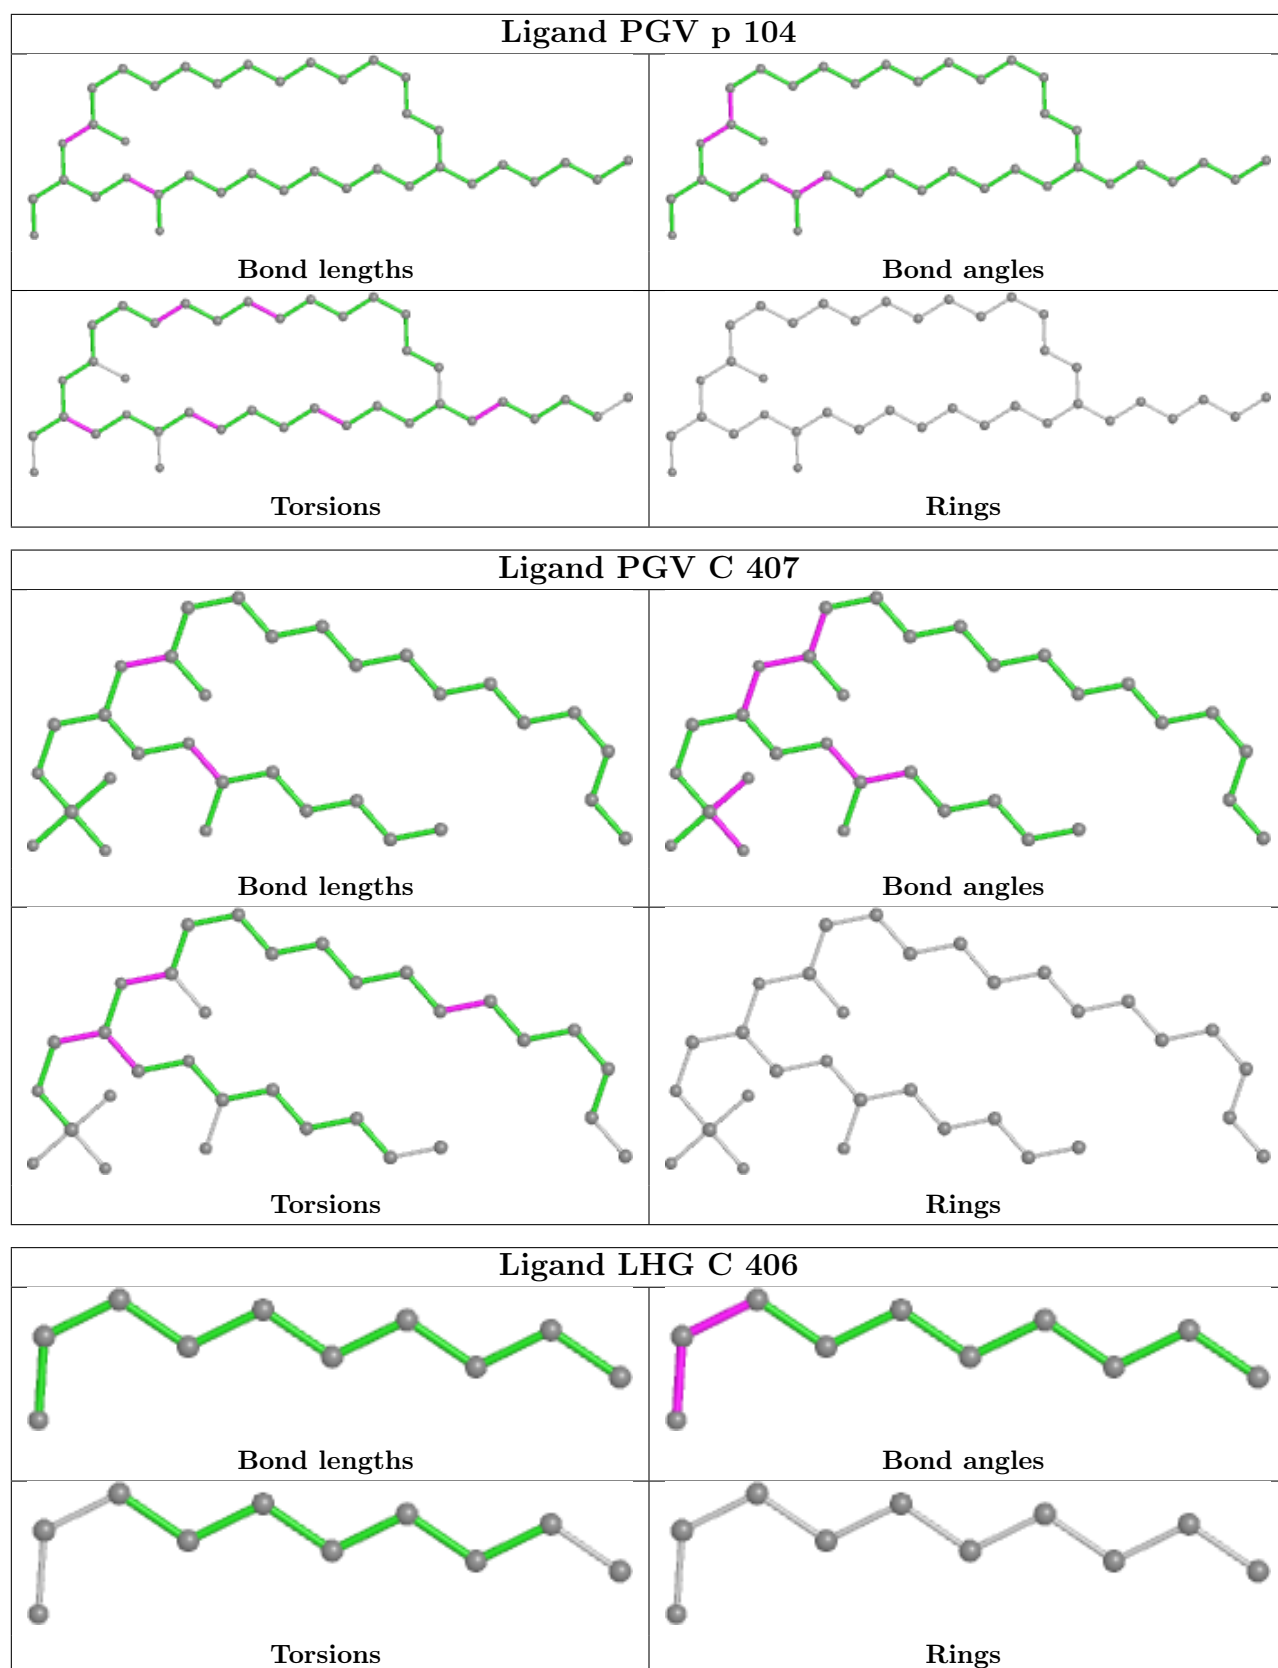 Ligand PGV p 104
Bond lengths
Bond angles
Torsions
Rings
Ligand PGV C 407
Bond lengths
Bond angles
Torsions
Rings
Ligand LHG C 406
Bond lengths
Bond angles
Torsions
Rings